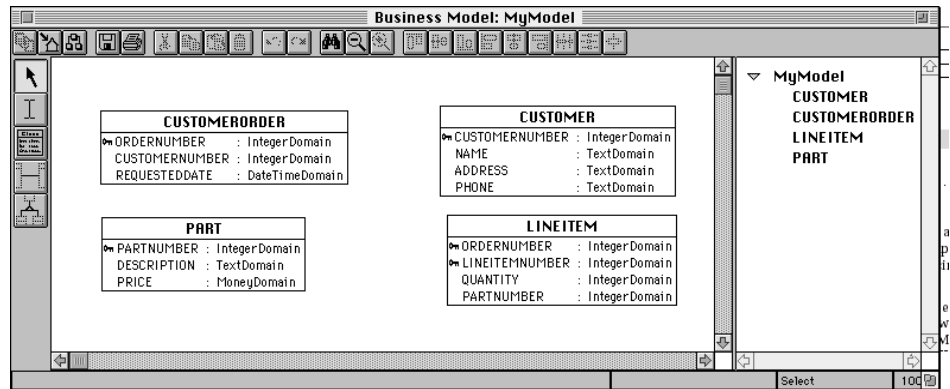 Business Model: MyModel
CUSTOMERORDER
ORDERNUMBER : IntegerDomain
CUSTOMERNUMBER : IntegerDomain
REQUESTEDDATE : DateTimeDomain
CUSTOMER
CUSTOMERNUMBER : IntegerDomain
NAME : TextDomain
ADDRESS : TextDomain
PHONE : TextDomain
PART
PARTNUMBER : IntegerDomain
DESCRIPTION : TextDomain
PRICE : MoneyDomain
LINEITEM
ORDERNUMBER : IntegerDomain
LINEITEMNUMBER : IntegerDomain
QUANTITY : IntegerDomain
PARTNUMBER : IntegerDomain
MyModel
CUSTOMER
CUSTOMERORDER
LINEITEM
PART
Select
100